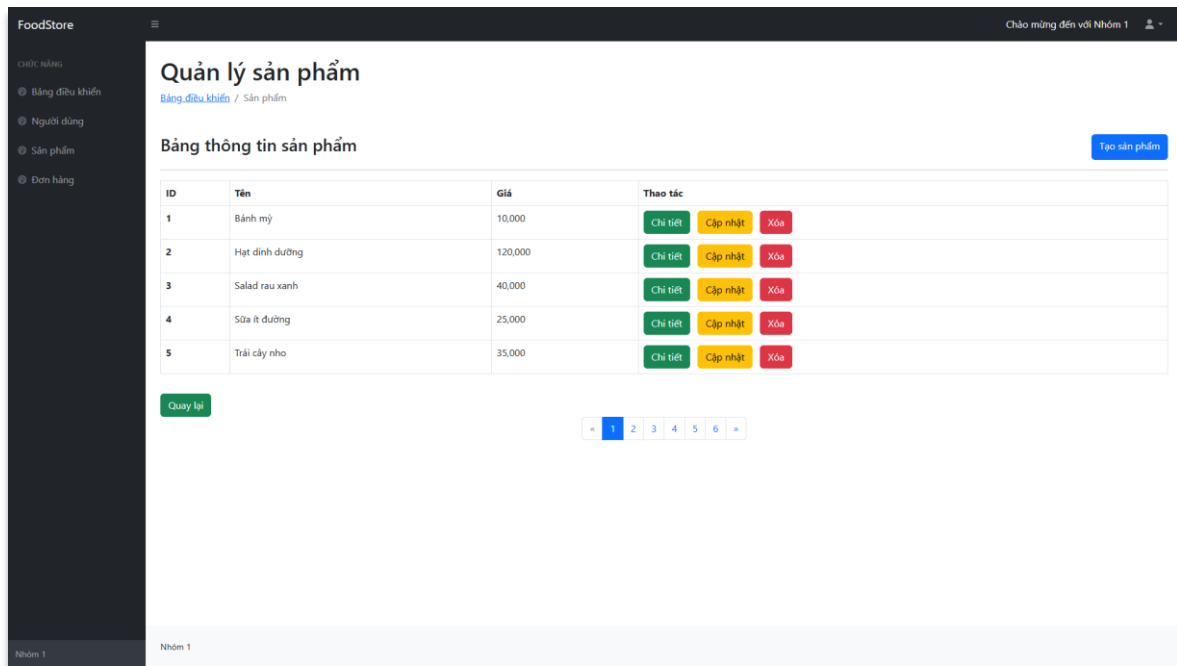 FoodStore
Chào mừng đến với Nhóm 1
CHỨC NĂNG
Bảng điều khiển
Người dùng
Sản phẩm
Đơn hàng
Nhóm 1
Quản lý sản phẩm
Bảng điều khiển / Sản phẩm
Bảng thông tin sản phẩm
Tạo sản phẩm
ID Tên Giá Thao tác
1 Bánh mỳ 10,000 Chi tiết Cập nhật Xóa
2 Hạt dinh dưỡng 120,000 Chi tiết Cập nhật Xóa
3 Salad rau xanh 40,000 Chi tiết Cập nhật Xóa
4 Sữa ít đường 25,000 Chi tiết Cập nhật Xóa
5 Trái cây nho 35,000 Chi tiết Cập nhật Xóa
Quay lại
« 1 2 3 4 5 6 »
Nhóm 1